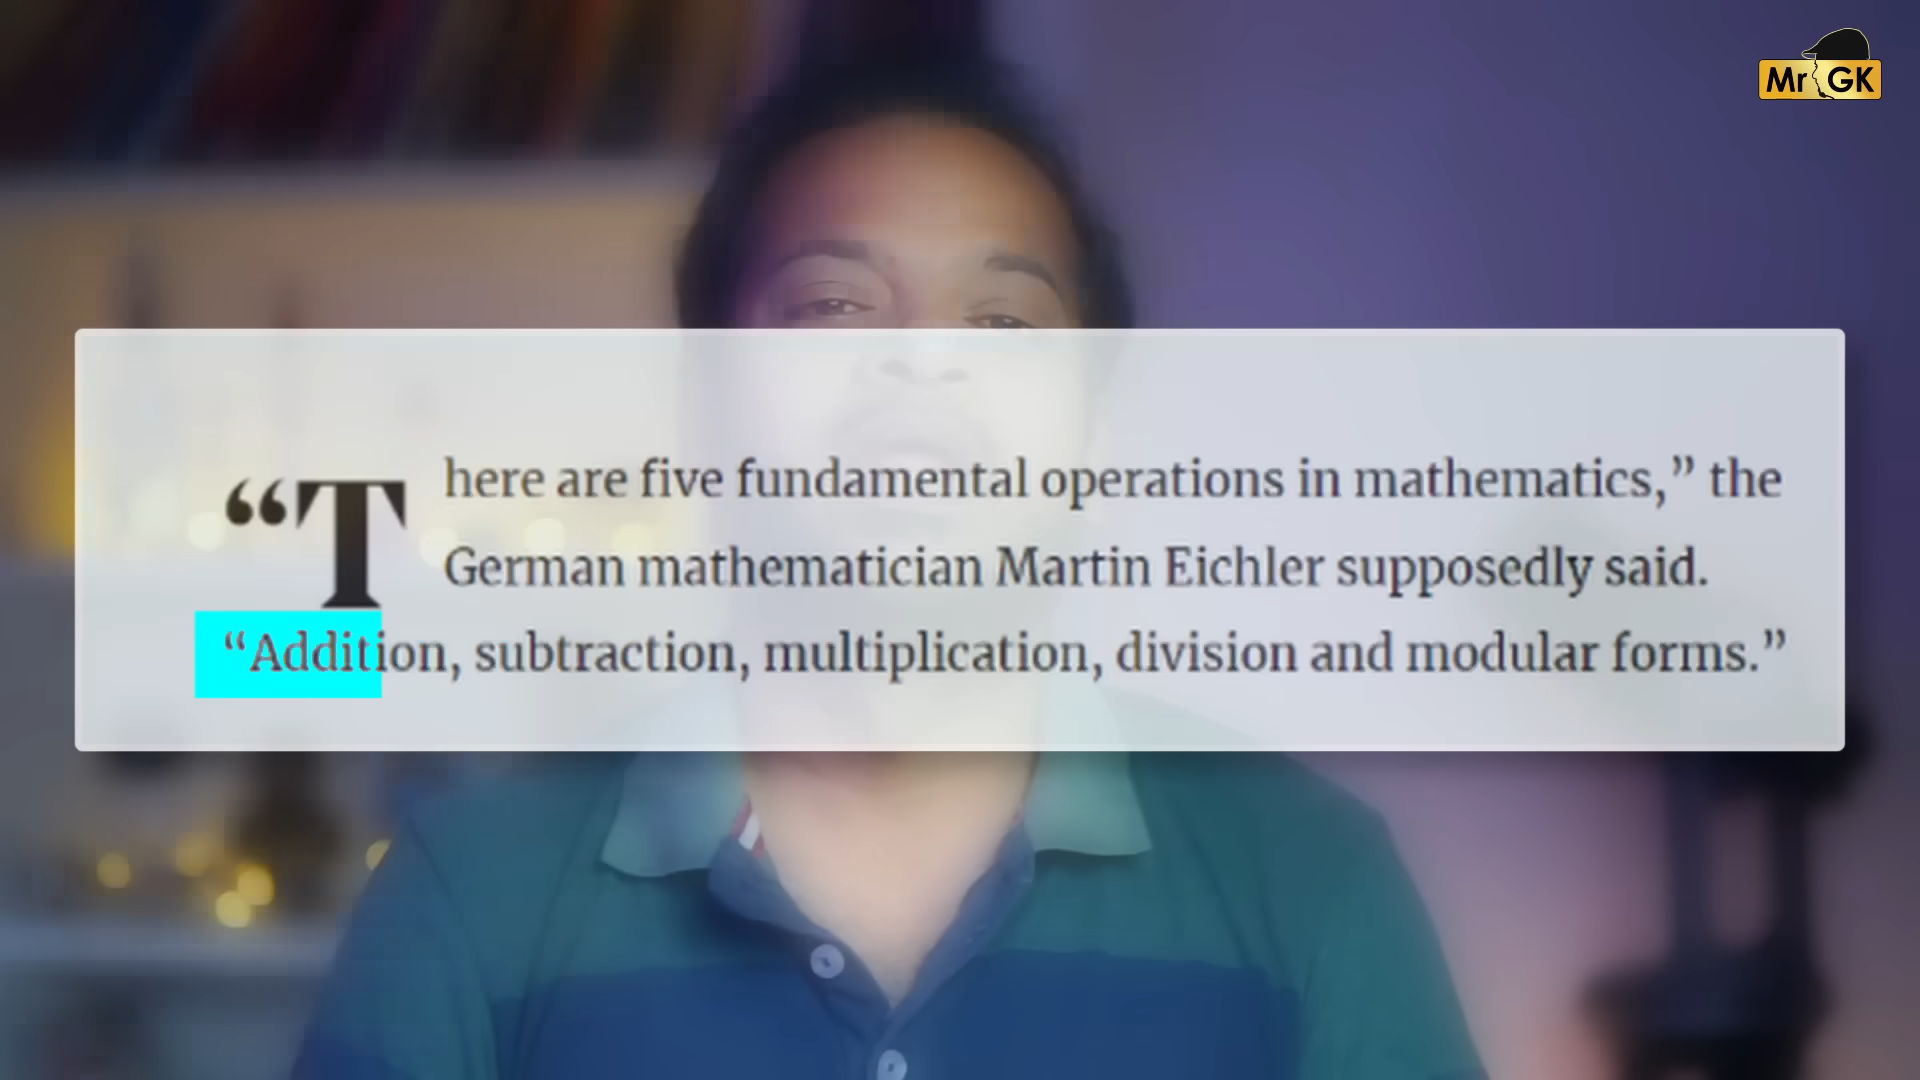 Mr GK
“There are five fundamental operations in mathematics,” the
German mathematician Martin Eichler supposedly said.
“Addition, subtraction, multiplication, division and modular forms.”